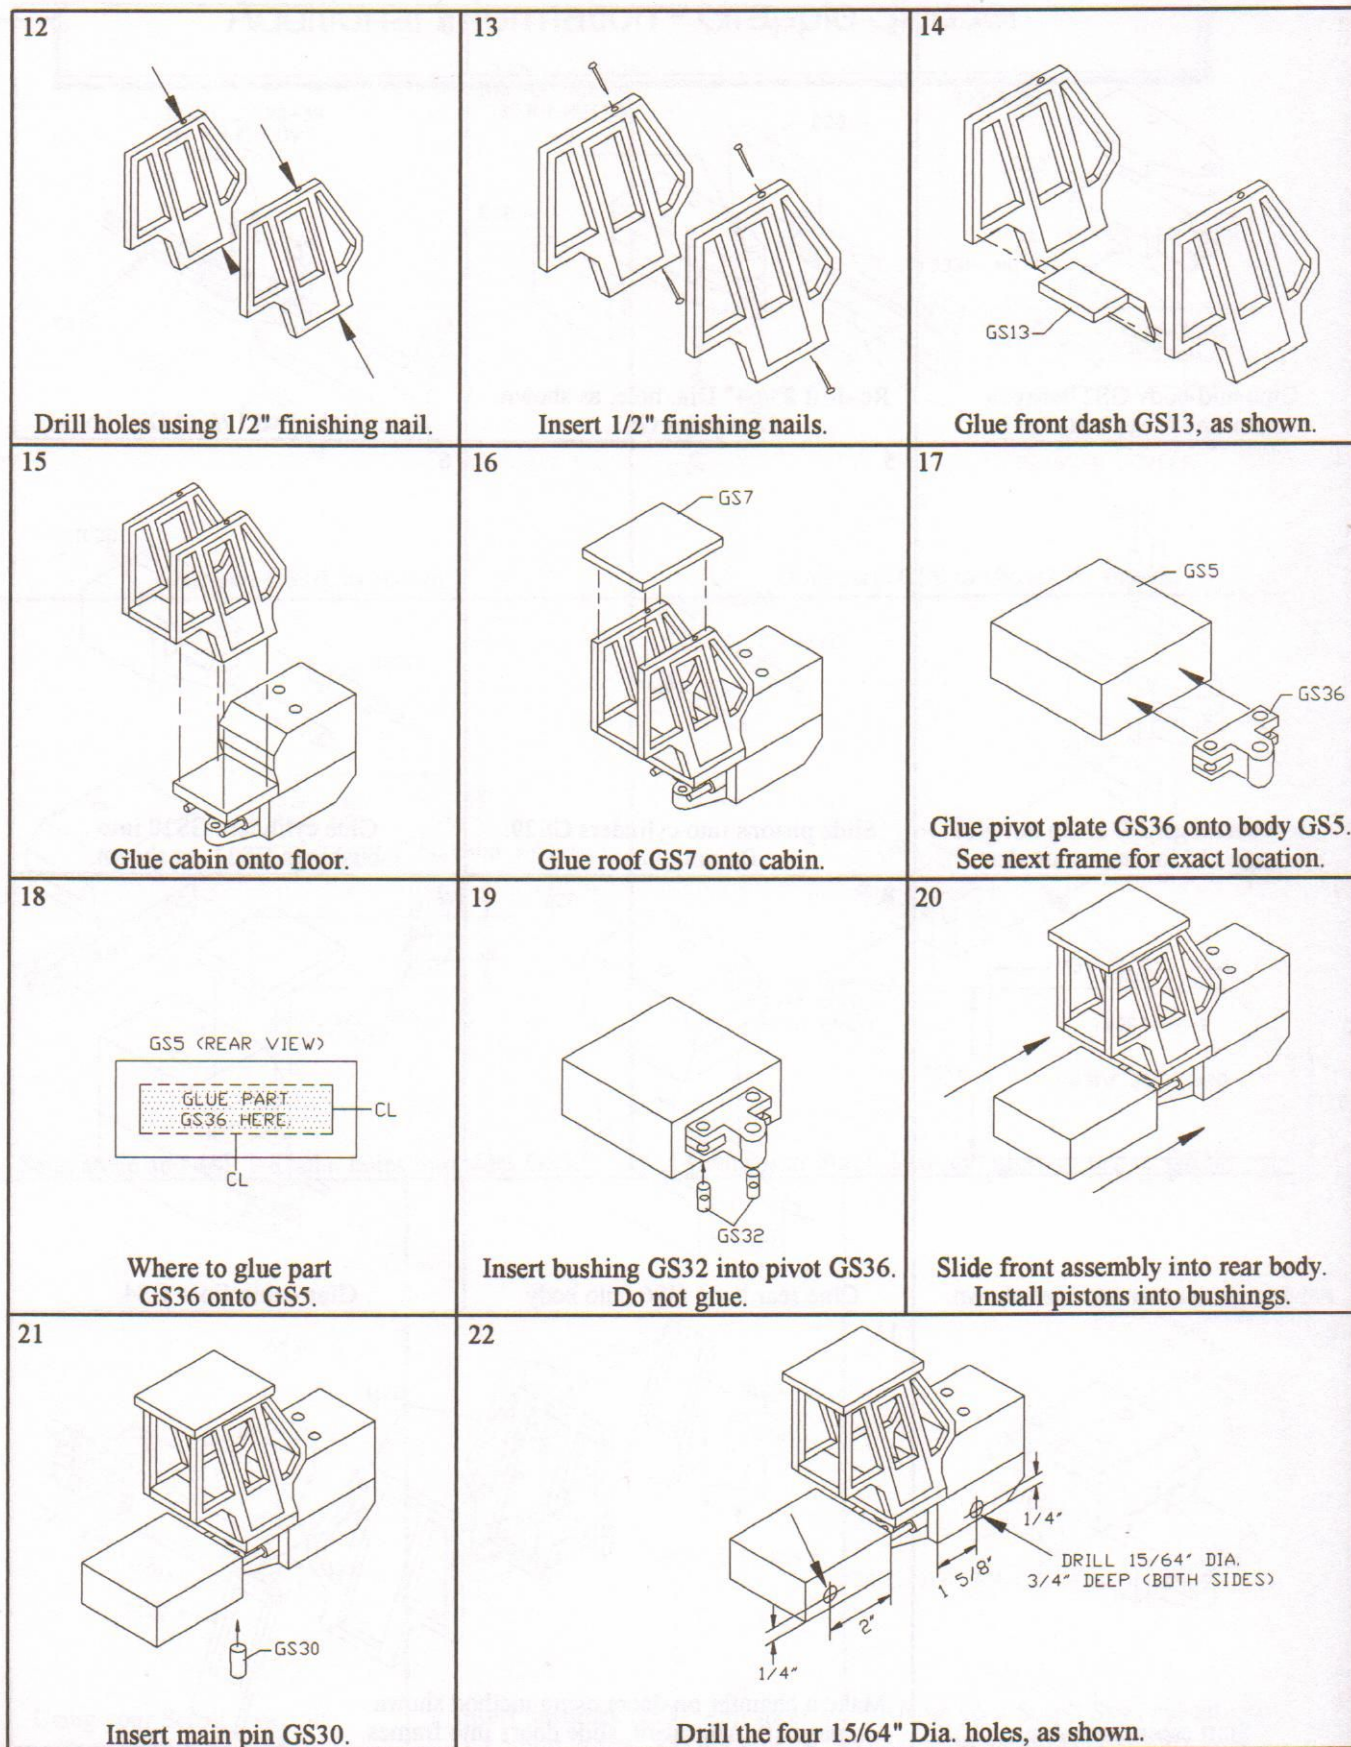 12
Drill holes using 1/2" finishing nail.
13
Insert 1/2" finishing nails.
14
GS13
Glue front dash GS13, as shown.
15
Glue cabin onto floor.
16
GS7
Glue roof GS7 onto cabin.
17
GS5
GS36
Glue pivot plate GS36 onto body GS5.
See next frame for exact location.
18
GS5 (REAR VIEW)
GLUE PART
GS36 HERE.
CL
CL
Where to glue part
GS36 onto GS5.
19
GS32
Insert bushing GS32 into pivot GS36.
Do not glue.
20
Slide front assembly into rear body.
Install pistons into bushings.
21
GS30
Insert main pin GS30.
22
1/4"
1 5/8"
DRILL 15/64" DIA.
3/4" DEEP (BOTH SIDES)
2"
1/4"
Drill the four 15/64" Dia. holes, as shown.